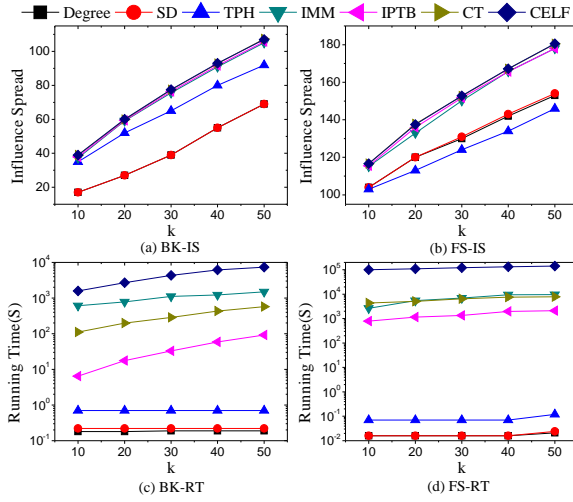 Degree SD TPH IMM IPTB CT CELF
Influence Spread
100
80
60
40
20
10 20 30 40 50
k
(a) BK-IS
Influence Spread
180
160
140
120
100
10 20 30 40 50
k
(b) FS-IS
Running Time(S)
10^4
10^3
10^2
10^1
10^0
10^-1
10 20 30 40 50
k
(c) BK-RT
Running Time(S)
10^5
10^4
10^3
10^2
10^1
10^0
10^-1
10^-2
10 20 30 40 50
k
(d) FS-RT